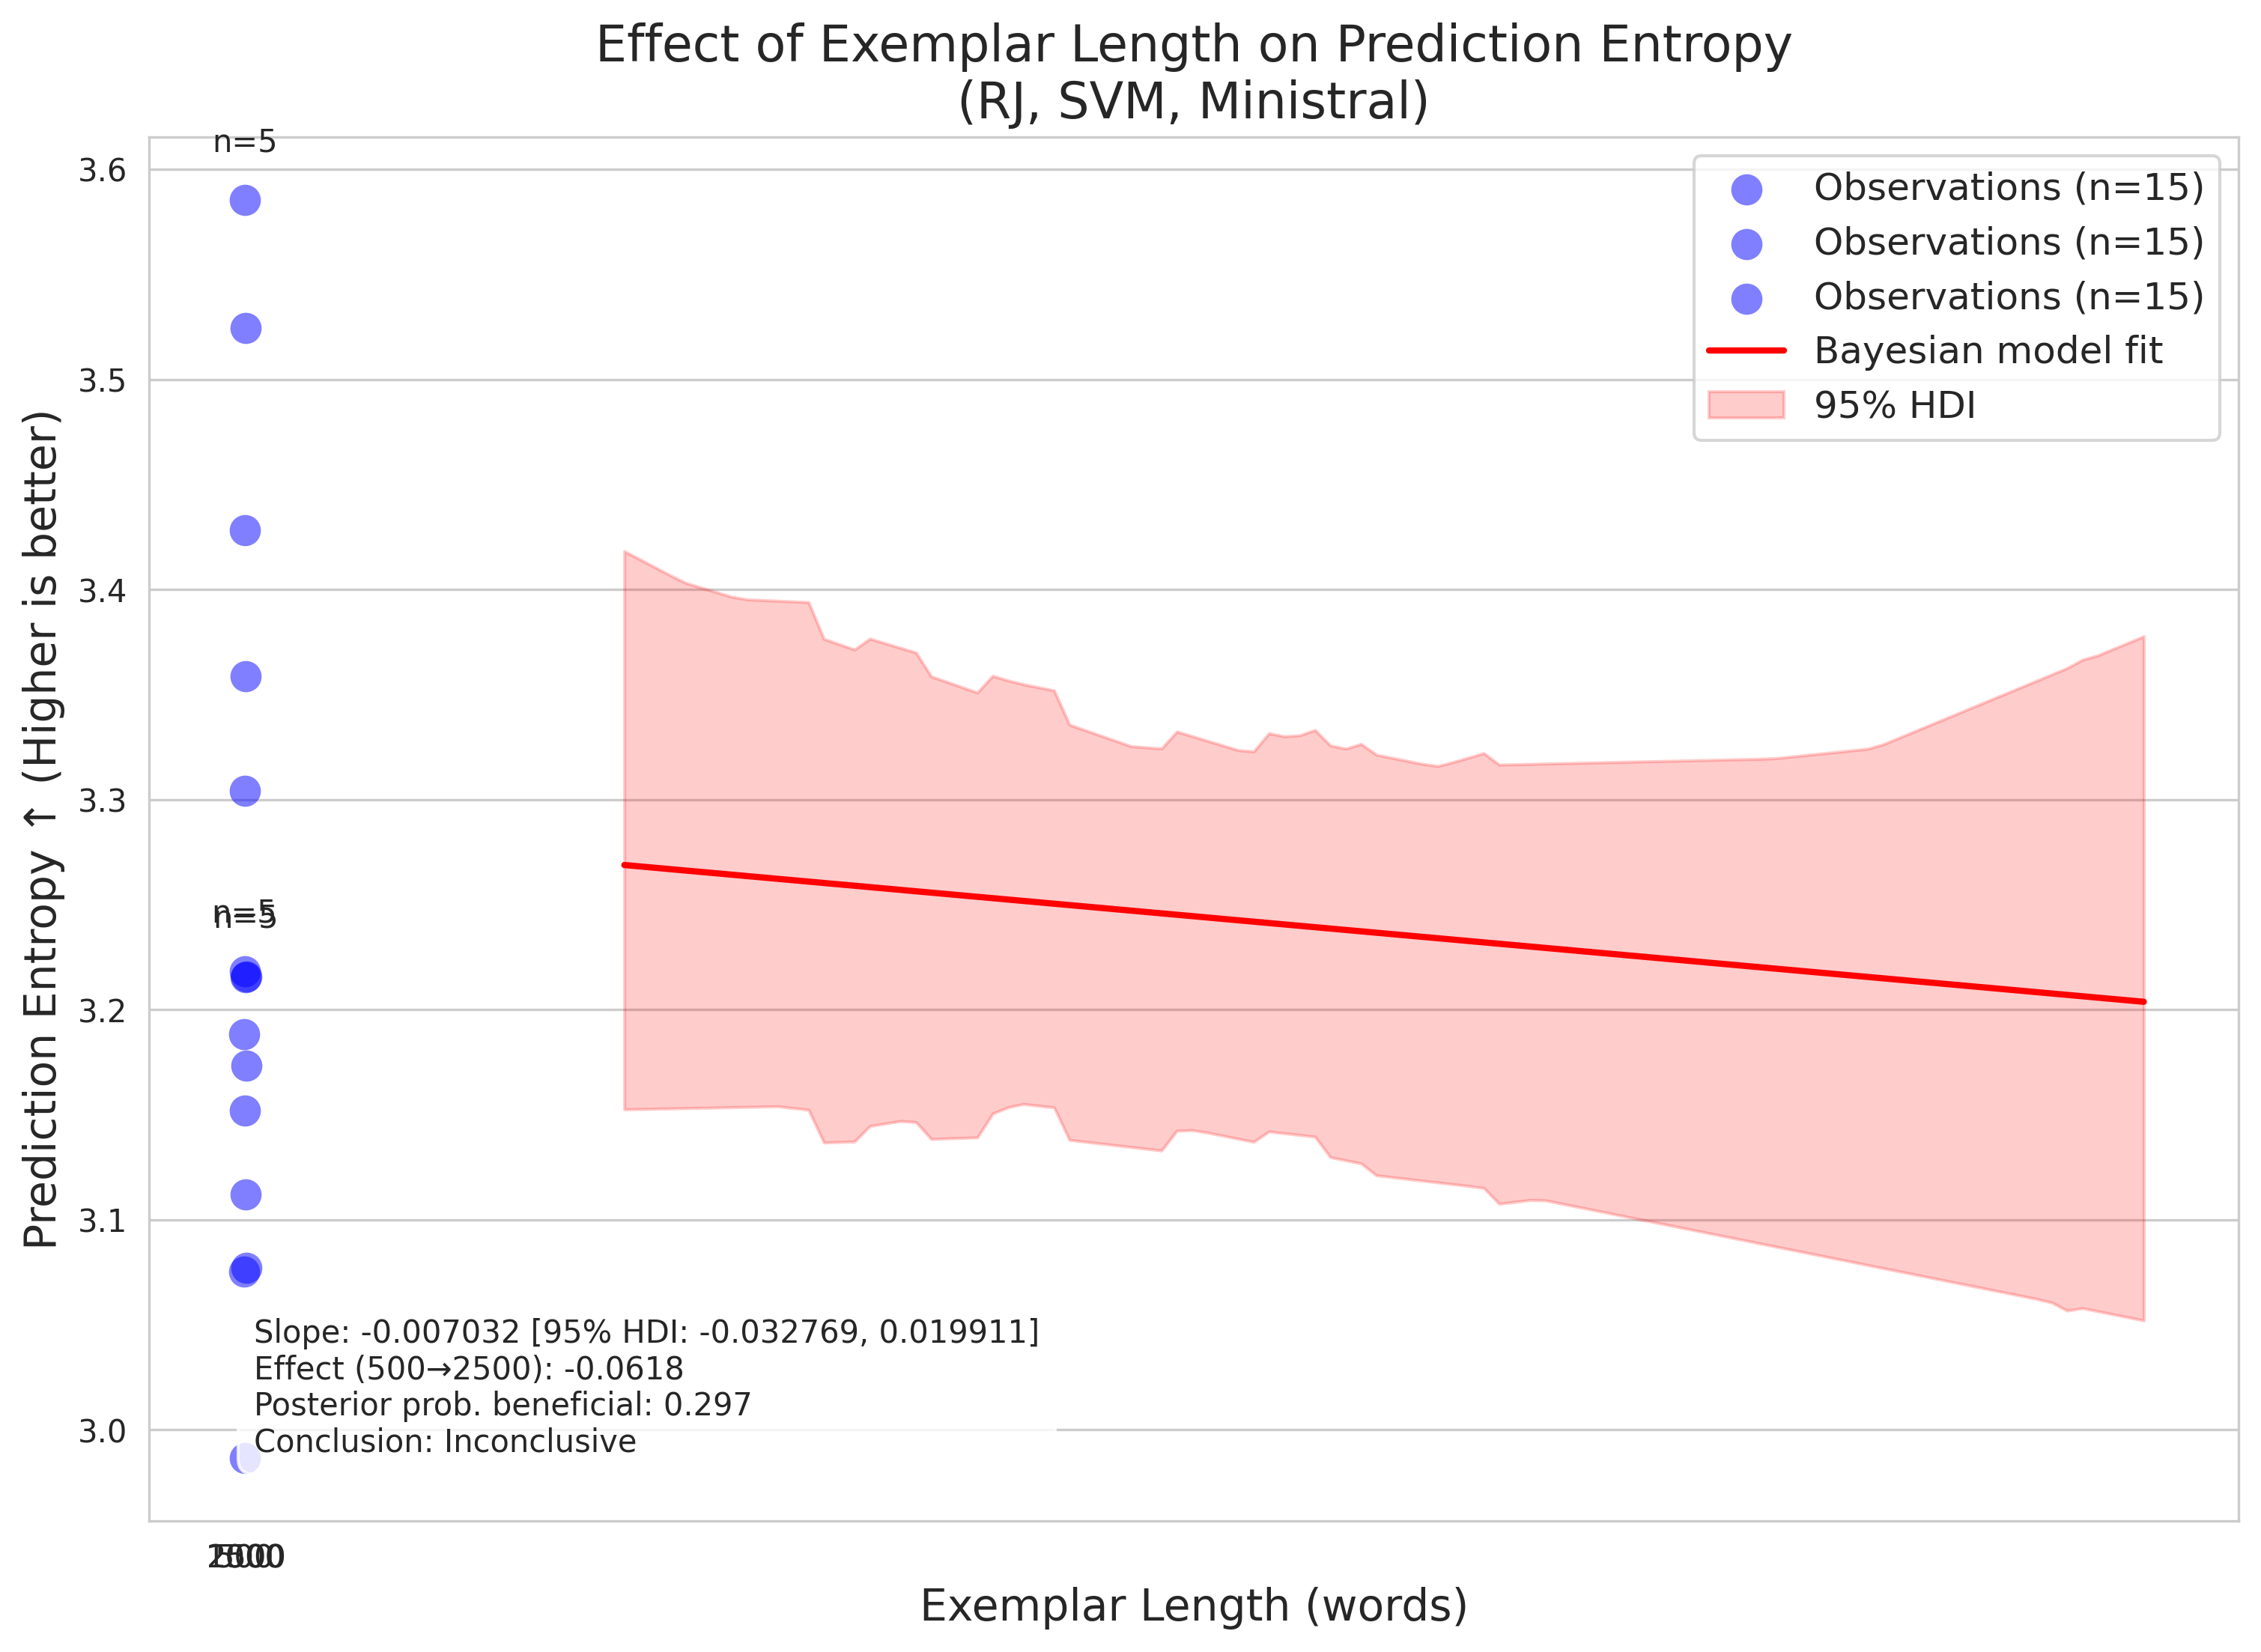 Effect of Exemplar Length on Prediction Entropy
(RJ, SVM, Ministral)
n=5
3.6
3.5
3.4
3.3
3.2
3.1
3.0
Prediction Entropy ↑ (Higher is better)
Observations (n=15)
Observations (n=15)
Observations (n=15)
Bayesian model fit
95% HDI
n=5
n=5
Slope: -0.007032 [95% HDI: -0.032769, 0.019911]
Effect (500→2500): -0.0618
Posterior prob. beneficial: 0.297
Conclusion: Inconclusive
Exemplar Length (words)